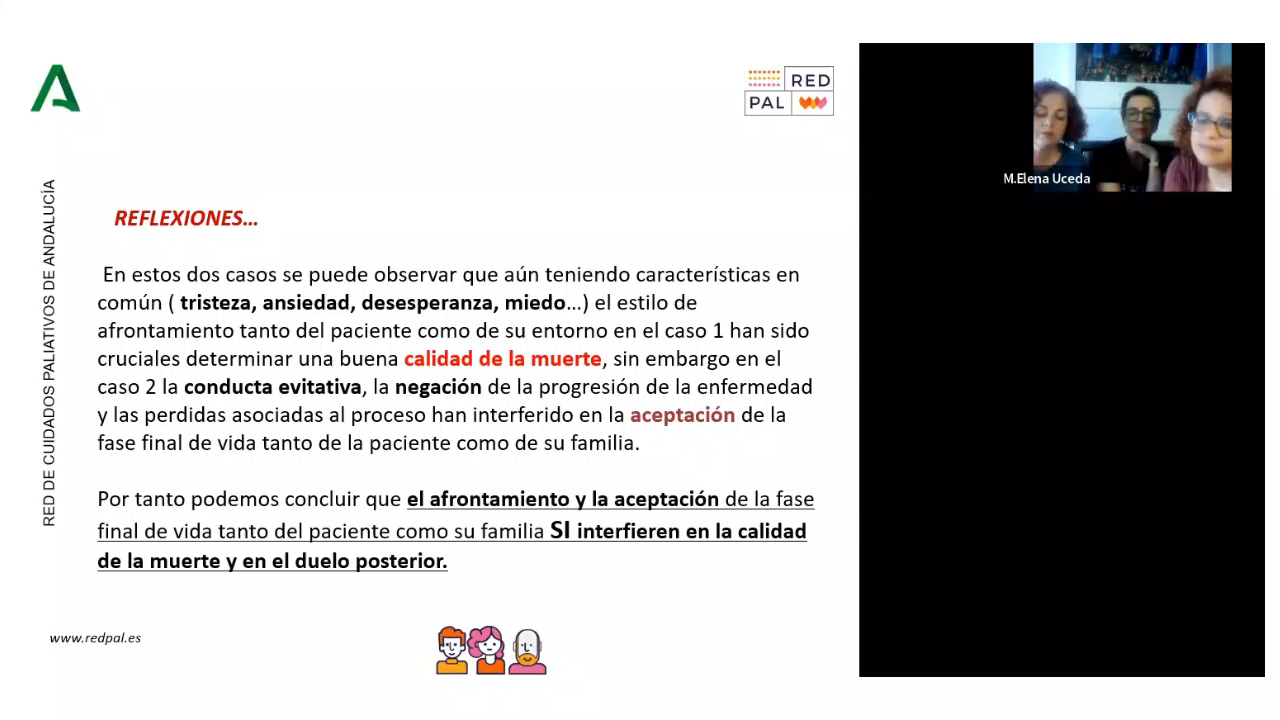 RED
PAL
RED DE CUIDADOS PALIATIVOS DE ANDALUCÍA
REFLEXIONES...
En estos dos casos se puede observar que aún teniendo características en
común ( tristeza, ansiedad, desesperanza, miedo...) el estilo de
afrontamiento tanto del paciente como de su entorno en el caso 1 han sido
cruciales determinar una buena calidad de la muerte, sin embargo en el
caso 2 la conducta evitativa, la negación de la progresión de la enfermedad
y las perdidas asociadas al proceso han interferido en la aceptación de la
fase final de vida tanto de la paciente como de su familia.
Por tanto podemos concluir que el afrontamiento y la aceptación de la fase
final de vida tanto del paciente como su familia SI interfieren en la calidad
de la muerte y en el duelo posterior.
www.redpal.es
M.Elena Uceda